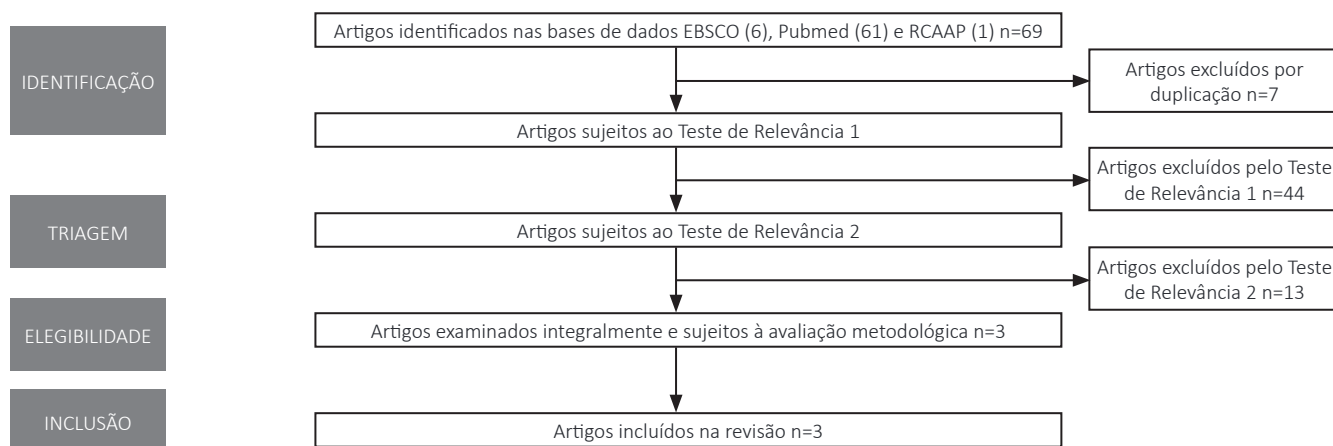 Artigos identificados nas bases de dados EBSCO (6), Pubmed (61) e RCAAP (1) n=69
IDENTIFICAÇÃO
Artigos excluídos por
duplicação n=7
Artigos sujeitos ao Teste de Relevância 1
Artigos excluídos pelo Teste
de Relevância 1 n=44
TRIAGEM
Artigos sujeitos ao Teste de Relevância 2
Artigos excluídos pelo Teste
de Relevância 2 n=13
ELEGIBILIDADE
Artigos examinados integralmente e sujeitos à avaliação metodológica n=3
INCLUSÃO
Artigos incluídos na revisão n=3